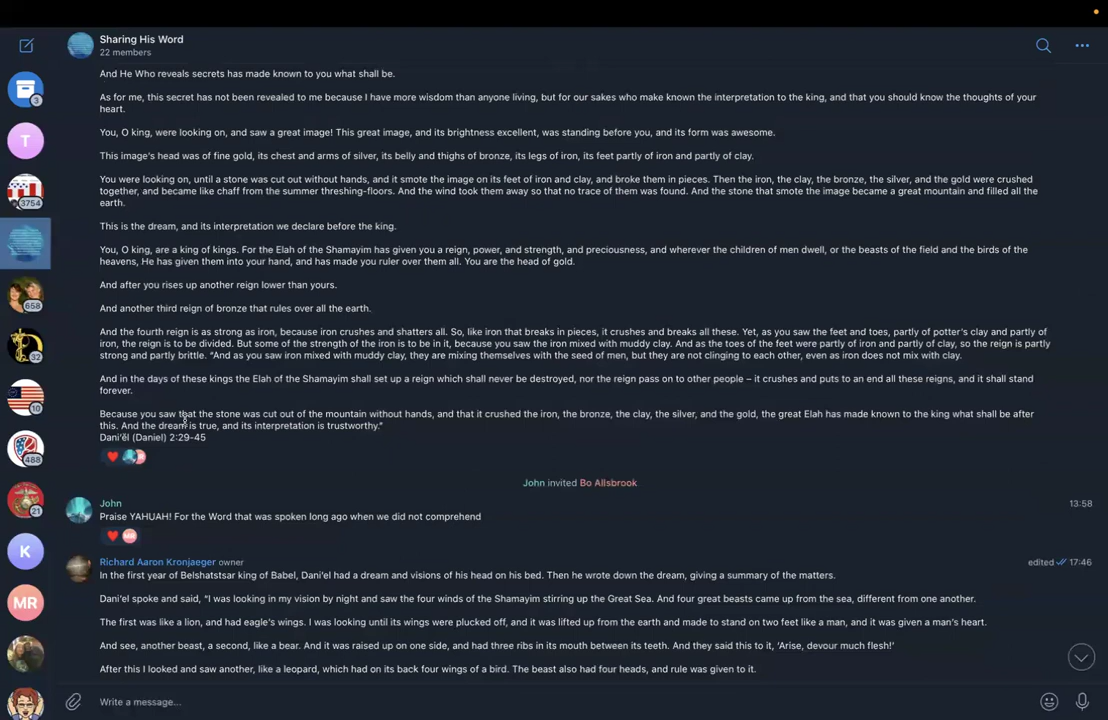 Sharing His Word
22 members
And He Who reveals secrets has made known to you what shall be.
As for me, this secret has not been revealed to me because I have more wisdom than anyone living, but for our sakes who make known the interpretation to the king, and that you should know the thoughts of your
heart.
You, O king, were looking on, and saw a great image! This great image, and its brightness excellent, was standing before you, and its form was awesome.
This image's head was of fine gold, its chest and arms of silver, its belly and thighs of bronze, its legs of iron, its feet partly of iron and partly of clay.
You were looking on, until a stone was cut out without hands, and it smote the image on its feet of iron and clay, and broke them in pieces. Then the iron, the clay, the bronze, the silver, and the gold were crushed
together, and became like chaff from the summer threshing-floors. And the wind took them away so that no trace of them was found. And the stone that smote the image became a great mountain and filled all the
earth.
This is the dream, and its interpretation we declare before the king.
You, O king, are a king of kings. For the Elah of the Shamayim has given you a reign, power, and strength, and preciousness, and wherever the children of men dwell, or the beasts of the field and the birds of the
heavens, He has given them into your hand, and has made you ruler over them all. You are the head of gold.
And after you rises up another reign lower than yours.
And another third reign of bronze that rules over all the earth.
And the fourth reign is as strong as iron, because iron crushes and shatters all. So, like iron that breaks in pieces, it crushes and breaks all these. Yet, as you saw the feet and toes, partly of potter's clay and partly of
iron, the reign is to be divided. But some of the strength of the iron is to be in it, because you saw the iron mixed with muddy clay. And as the toes of the feet were partly of iron and partly of clay, so the reign is partly
strong and partly brittle. “And as you saw iron mixed with muddy clay, they are mixing themselves with the seed of men, but they are not clinging to each other, even as iron does not mix with clay.
And in the days of these kings the Elah of the Shamayim shall set up a reign which shall never be destroyed, nor the reign pass on to other people – it crushes and puts to an end all these reigns, and it shall stand
forever.
Because you saw that the stone was cut out of the mountain without hands, and that it crushed the iron, the bronze, the clay, the silver, and the gold, the great Elah has made known to the king what shall be after
this. And the dream is true, and its interpretation is trustworthy.”
Dani'ĕl (Daniel) 2:29-45
John invited Bo Allsbrook
John
13:58
Praise YAHUAH! For the Word that was spoken long ago when we did not comprehend
MR
Richard Aaron Kronjaeger owner
edited 17:46
In the first year of Belshatstsar king of Babel, Dani'el had a dream and visions of his head on his bed. Then he wrote down the dream, giving a summary of the matters.
Dani'el spoke and said, “I was looking in my vision by night and saw the four winds of the Shamayim stirring up the Great Sea. And four great beasts came up from the sea, different from one another.
The first was like a lion, and had eagle's wings. I was looking until its wings were plucked off, and it was lifted up from the earth and made to stand on two feet like a man, and it was given a man's heart.
And see, another beast, a second, like a bear. And it was raised up on one side, and had three ribs in its mouth between its teeth. And they said this to it, ‘Arise, devour much flesh!’
After this I looked and saw another, like a leopard, which had on its back four wings of a bird. The beast also had four heads, and rule was given to it.
Write a message...
3
T
3754
658
32
10
488
21
K
MR